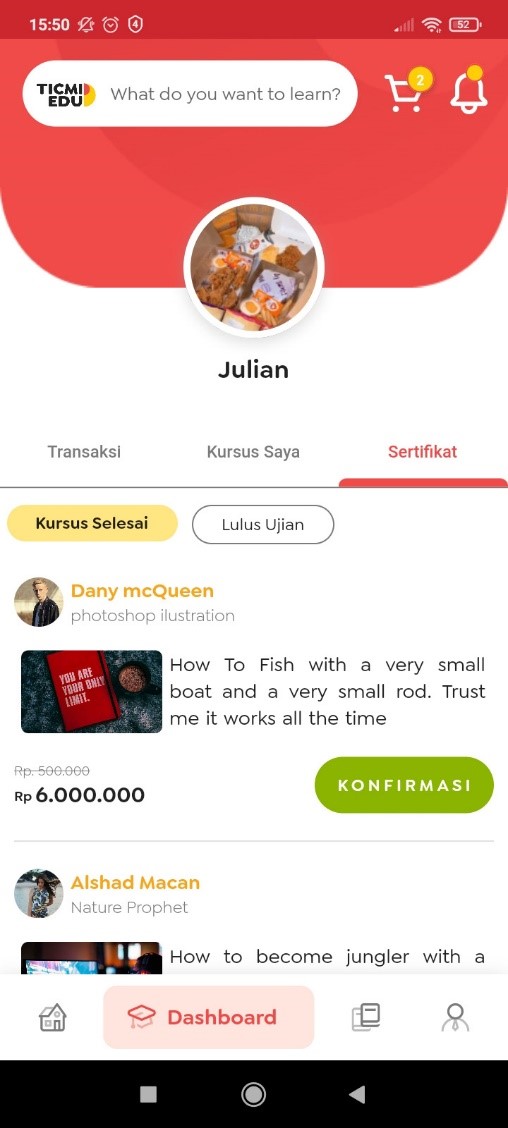 15:50
4
52
TICMI
EDU
What do you want to learn?
2
Julian
Transaksi
Kursus Saya
Sertifikat
Kursus Selesai
Lulus Ujian
Dany mcQueen
photoshop ilustration
YOU ARE
YOUR ONLY
LIMIT.
How To Fish with a very small
boat and a very small rod. Trust
me it works all the time
Rp. 500.000
Rp 6.000.000
KONFIRMASI
Alshad Macan
Nature Prophet
How to become jungler with a
Dashboard